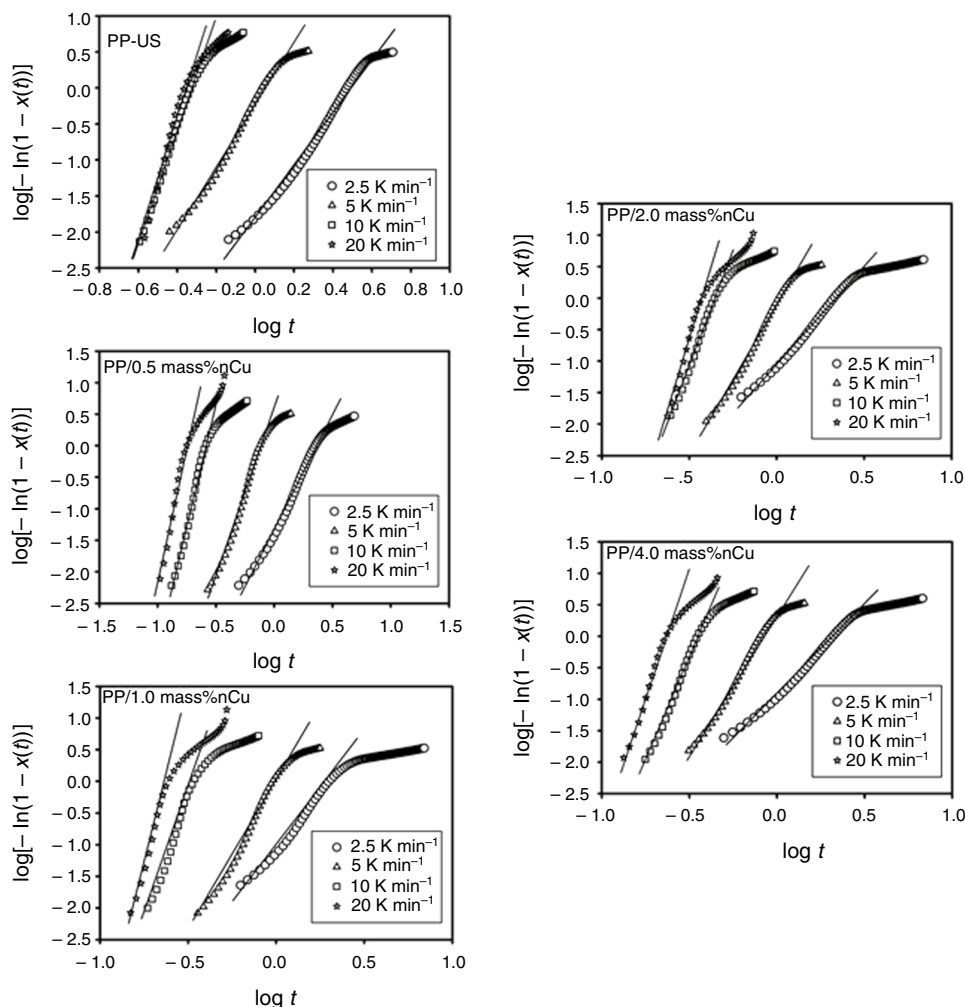 PP-US
log[− ln(1 − x(t))]
1.0
0.5
0.0
− 0.5
− 1.0
− 1.5
− 2.0
− 2.5
2.5 K min⁻¹
5 K min⁻¹
10 K min⁻¹
20 K min⁻¹
− 0.8 − 0.6 − 0.4 − 0.2 0.0 0.2 0.4 0.6 0.8 1.0
log t
PP/0.5 mass%nCu
log[− ln(1 − x(t))]
1.5
1.0
0.5
0.0
− 0.5
− 1.0
− 1.5
− 2.0
− 2.5
2.5 K min⁻¹
5 K min⁻¹
10 K min⁻¹
20 K min⁻¹
− 1.5 − 1.0 − 0.5 0.0 0.5 1.0 1.5
log t
PP/1.0 mass%nCu
log[− ln(1 − x(t))]
1.5
1.0
0.5
0.0
− 0.5
− 1.0
− 1.5
− 2.0
− 2.5
2.5 K min⁻¹
5 K min⁻¹
10 K min⁻¹
20 K min⁻¹
− 1.0 − 0.5 0.0 0.5 1.0
log t
PP/2.0 mass%nCu
log[− ln(1 − x(t))]
1.5
1.0
0.5
0.0
− 0.5
− 1.0
− 1.5
− 2.0
− 2.5
2.5 K min⁻¹
5 K min⁻¹
10 K min⁻¹
20 K min⁻¹
− 1.0 − 0.5 0.0 0.5 1.0
log t
PP/4.0 mass%nCu
log[− ln(1 − x(t))]
1.5
1.0
0.5
0.0
− 0.5
− 1.0
− 1.5
− 2.0
− 2.5
2.5 K min⁻¹
5 K min⁻¹
10 K min⁻¹
20 K min⁻¹
− 1.0 − 0.5 0.0 0.5 1.0
log t